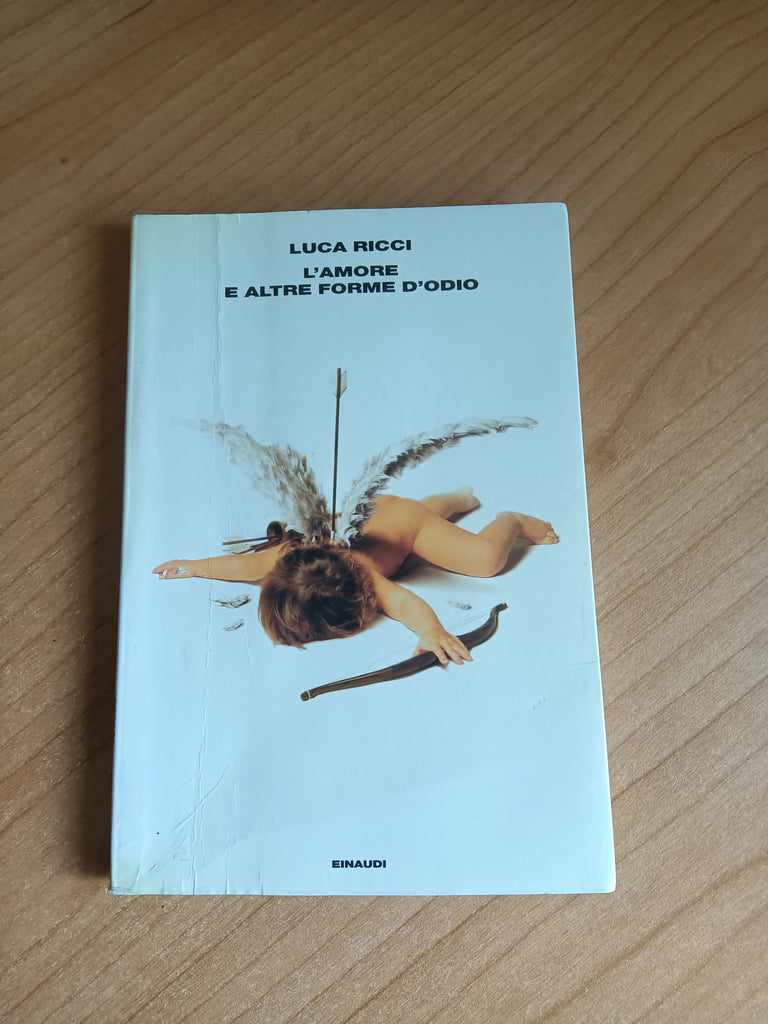 LUCA RICCI
L'AMORE
E ALTRE FORME D'ODIO
EINAUDI